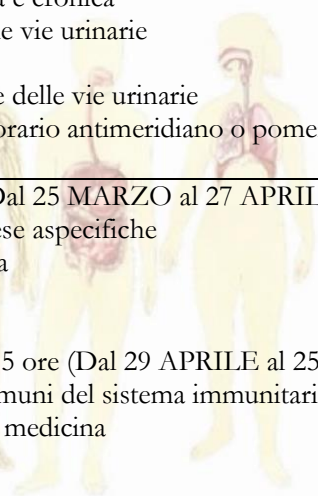 a e cronica
e vie urinarie
e delle vie urinarie
orario antimeridiano o pome
Dal 25 MARZO al 27 APRIL
ese aspecifiche
a
5 ore (Dal 29 APRILE al 25
muni del sistema immunitari
medicina